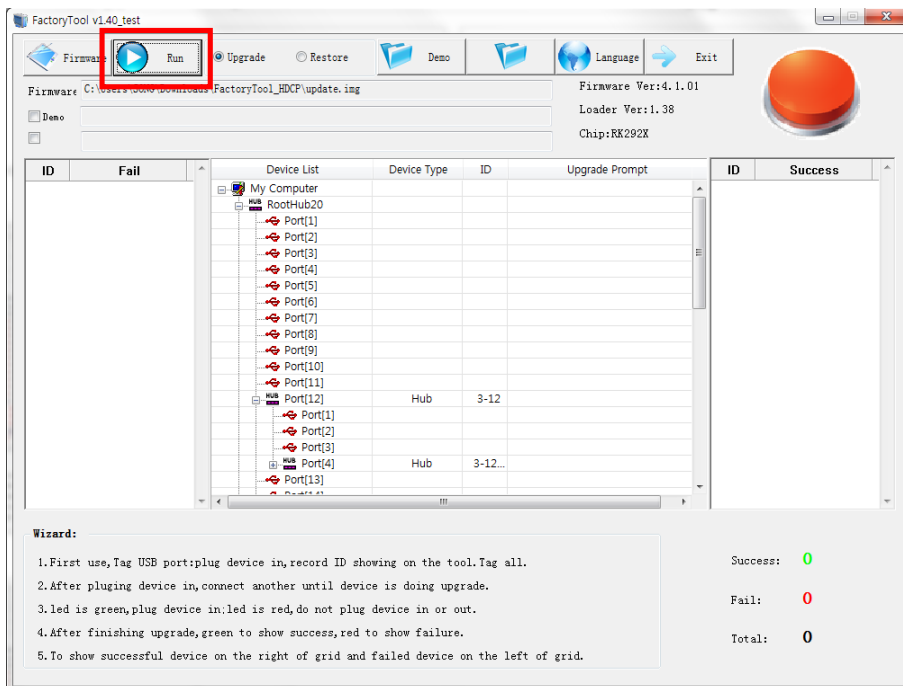 FactoryTool v1.40_test
Firmware Run Upgrade Restore Demo Language Exit
Firmware C:\Users\ \Downloads\FactoryTool_HDCP\update.img
Firmware Ver:4.1.01
Demo
Loader Ver:1.38
Chip:RK292X
ID Fail
Device List Device Type ID Upgrade Prompt
ID Success
My Computer
HUB RootHub20
Port[1]
Port[2]
Port[3]
Port[4]
Port[5]
Port[6]
Port[7]
Port[8]
Port[9]
Port[10]
Port[11]
HUB Port[12] Hub 3-12
Port[1]
Port[2]
Port[3]
HUB Port[4] Hub 3-12...
Port[13]
Port[14]
Wizard:
1.First use,Tag USB port:plug device in,record ID showing on the tool.Tag all.
2.After pluging device in,connect another until device is doing upgrade.
3.led is green,plug device in;led is red,do not plug device in or out.
4.After finishing upgrade,green to show success,red to show failure.
5.To show successful device on the right of grid and failed device on the left of grid.
Success: 0
Fail: 0
Total: 0